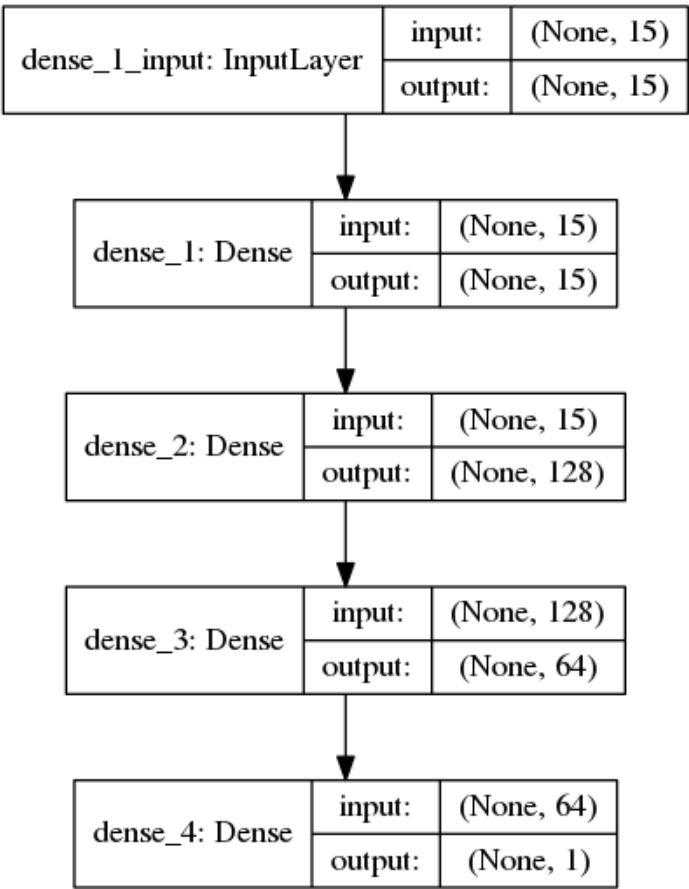 dense_1_input: InputLayer
input: (None, 15)
output: (None, 15)
dense_1: Dense
input: (None, 15)
output: (None, 15)
dense_2: Dense
input: (None, 15)
output: (None, 128)
dense_3: Dense
input: (None, 128)
output: (None, 64)
dense_4: Dense
input: (None, 64)
output: (None, 1)